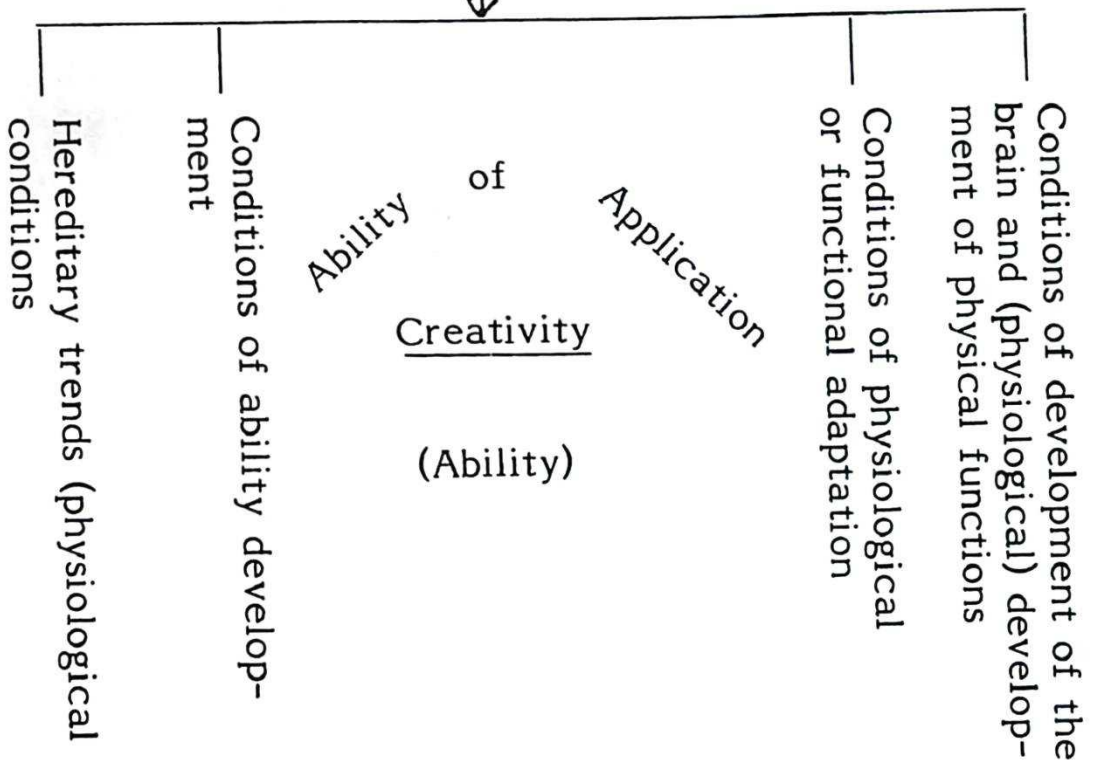 Hereditary trends (physiological
conditions
Conditions of ability develop-
ment
Ability
of
Application
Creativity
(Ability)
Conditions of physiological
or functional adaptation
Conditions of development of the
brain and (physiological) develop-
ment of physical functions